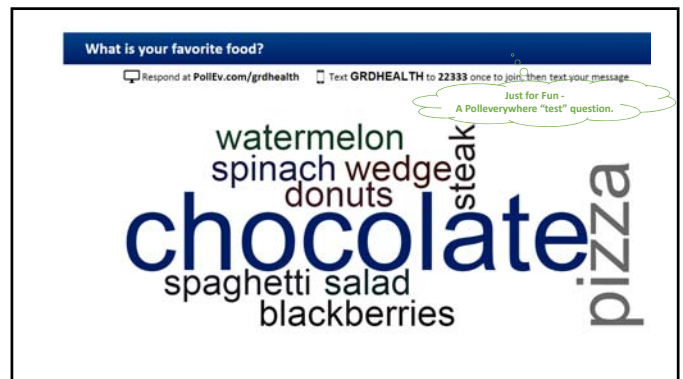 What is your favorite food?
Respond at PollEv.com/grdhealth Text GRDHEALTH to 22333 once to join, then text your message
Just for Fun -
A Polleverywhere “test” question.
watermelon
steak
spinach wedge
donuts
chocolate
pizza
spaghetti salad
blackberries